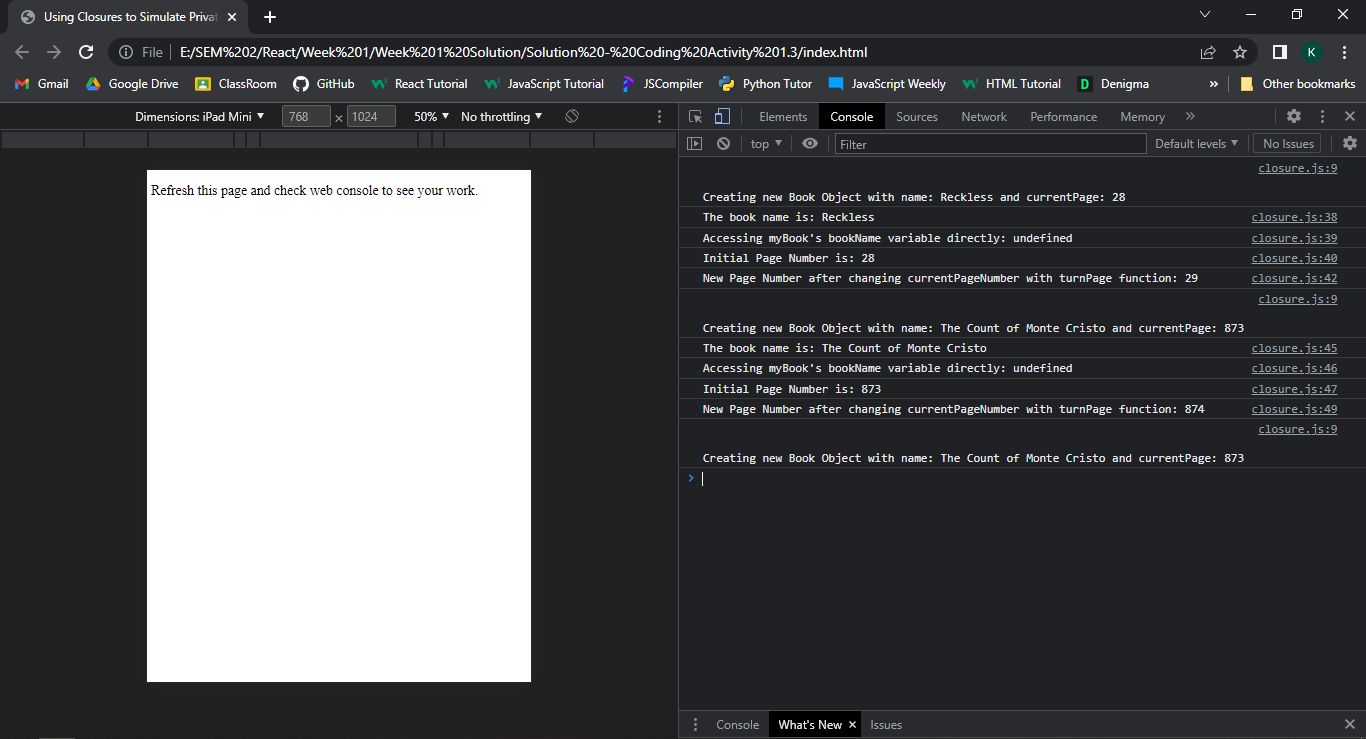 Using Closures to Simulate Privat
File E:/SEM%202/React/Week%201/Week%201%20Solution/Solution%20-%20Coding%20Activity%201.3/index.html K
Gmail Google Drive ClassRoom GitHub React Tutorial JavaScript Tutorial JSCompiler Python Tutor JavaScript Weekly HTML Tutorial D Denigma » Other bookmarks
Dimensions: iPad Mini 768 × 1024 50% No throttling
Elements Console Sources Network Performance Memory »
top Filter Default levels No Issues
Refresh this page and check web console to see your work.
closure.js:9
Creating new Book Object with name: Reckless and currentPage: 28
The book name is: Reckless closure.js:38
Accessing myBook's bookName variable directly: undefined closure.js:39
Initial Page Number is: 28 closure.js:40
New Page Number after changing currentPageNumber with turnPage function: 29 closure.js:42
closure.js:9
Creating new Book Object with name: The Count of Monte Cristo and currentPage: 873
The book name is: The Count of Monte Cristo closure.js:45
Accessing myBook's bookName variable directly: undefined closure.js:46
Initial Page Number is: 873 closure.js:47
New Page Number after changing currentPageNumber with turnPage function: 874 closure.js:49
closure.js:9
Creating new Book Object with name: The Count of Monte Cristo and currentPage: 873
Console What's New Issues